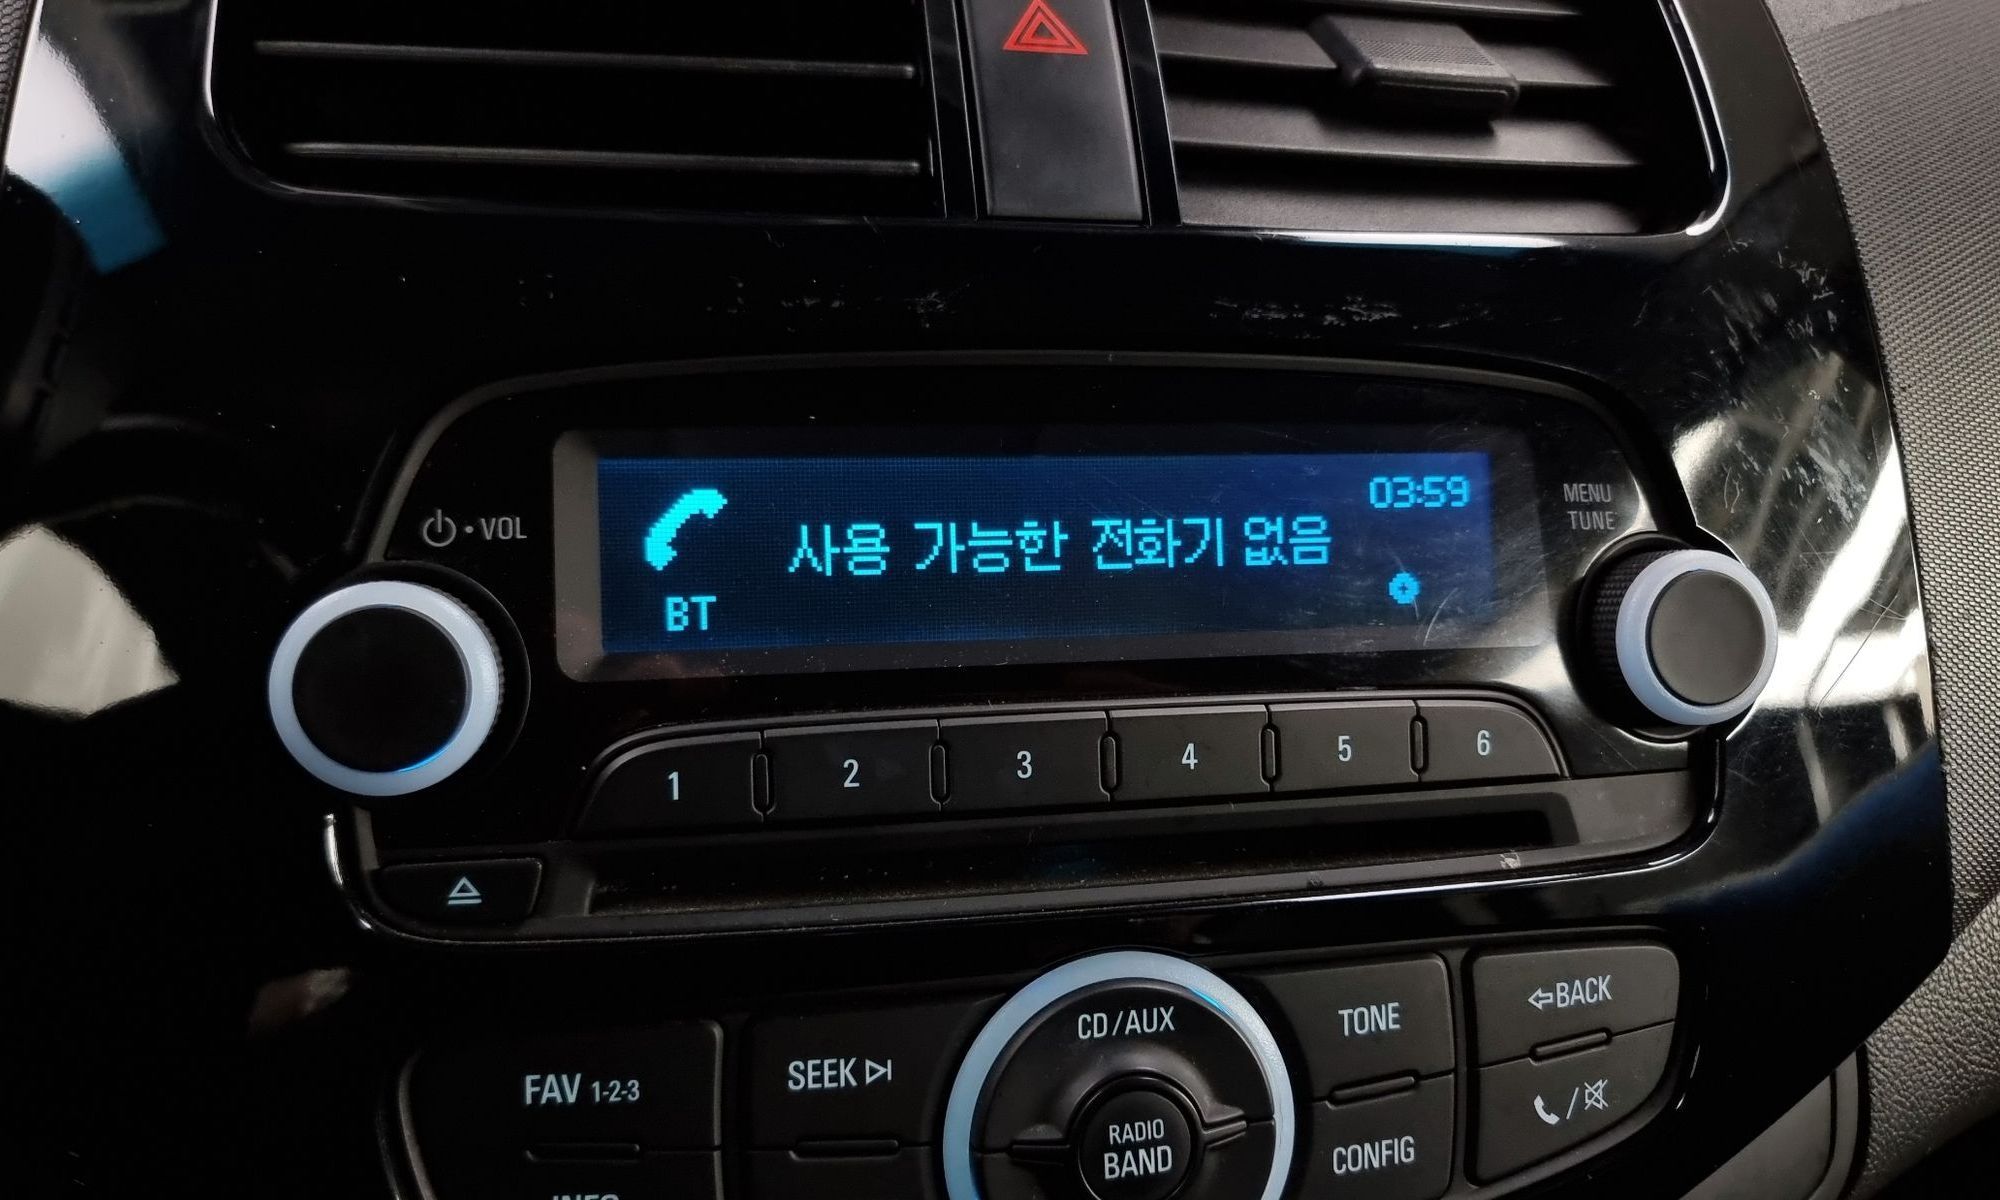 VOL
03:59
사용 가능한 전화기 없음
BT
MENU
TUNE
1 2 3 4 5 6
CD/AUX
TONE
BACK
FAV 1-2-3
SEEK
RADIO
BAND
CONFIG
INFO